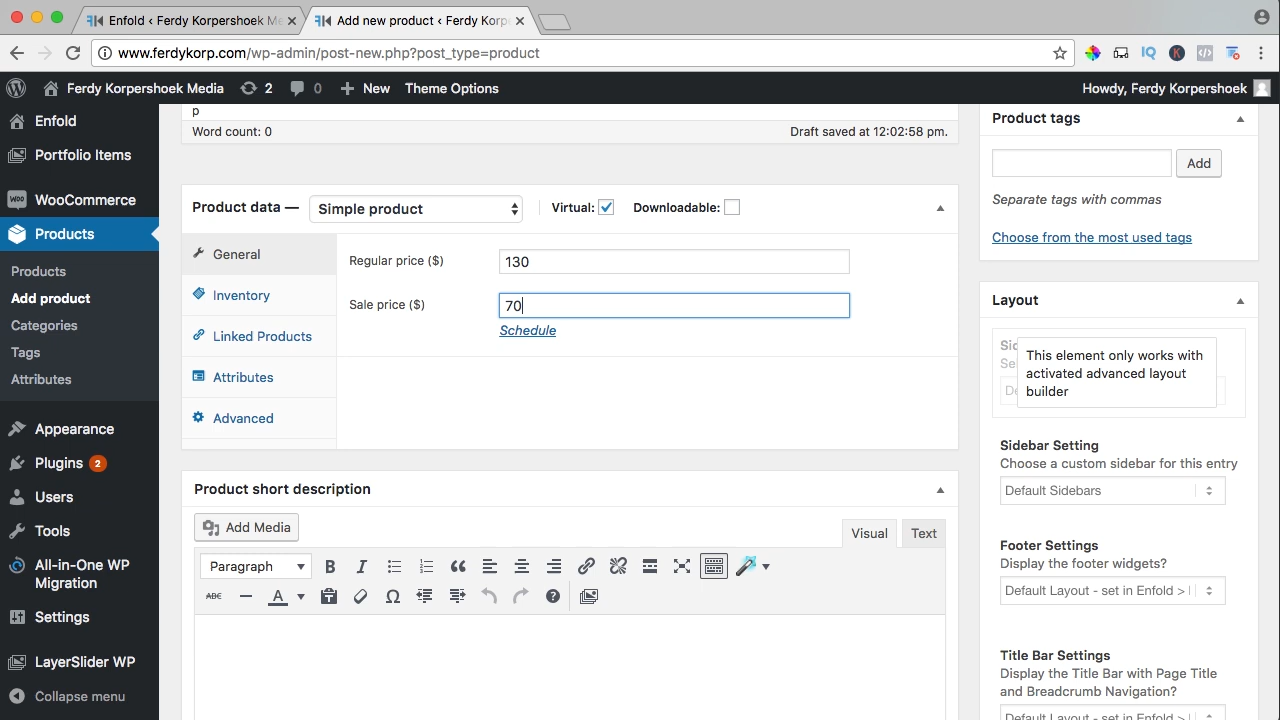 Enfold ‹ Ferdy Korpershoek Me
Add new product ‹ Ferdy Korp
www.ferdykorp.com/wp-admin/post-new.php?post_type=product
Ferdy Korpershoek Media
2
0
New
Theme Options
Howdy, Ferdy Korpershoek
Enfold
Portfolio Items
WooCommerce
Products
Products
Add product
Categories
Tags
Attributes
Appearance
Plugins 2
Users
Tools
All-in-One WP
Migration
Settings
LayerSlider WP
Collapse menu
p
Word count: 0
Draft saved at 12:02:58 pm.
Product data —
Simple product
Virtual:
Downloadable:
General
Inventory
Linked Products
Attributes
Advanced
Regular price ($)
130
Sale price ($)
70
Schedule
Product short description
Add Media
Visual
Text
Paragraph
B
I
ABC
A
Product tags
Add
Separate tags with commas
Choose from the most used tags
Layout
This element only works with
activated advanced layout
builder
Sidebar Setting
Choose a custom sidebar for this entry
Default Sidebars
Footer Settings
Display the footer widgets?
Default Layout - set in Enfold >
Title Bar Settings
Display the Title Bar with Page Title
and Breadcrumb Navigation?
Default Layout - set in Enfold >